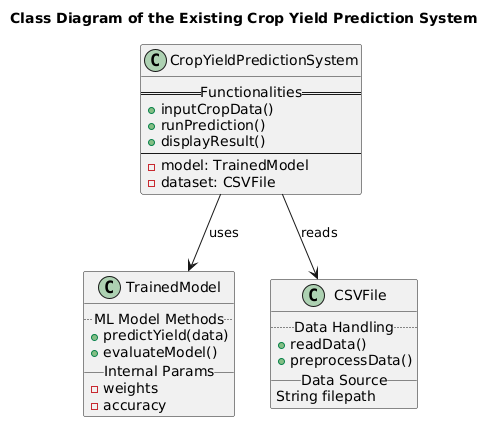 Class Diagram of the Existing Crop Yield Prediction System
C CropYieldPredictionSystem
Functionalities
inputCropData()
runPrediction()
displayResult()
model: TrainedModel
dataset: CSVFile
uses
reads
C TrainedModel
ML Model Methods
predictYield(data)
evaluateModel()
Internal Params
weights
accuracy
C CSVFile
Data Handling
readData()
preprocessData()
Data Source
String filepath